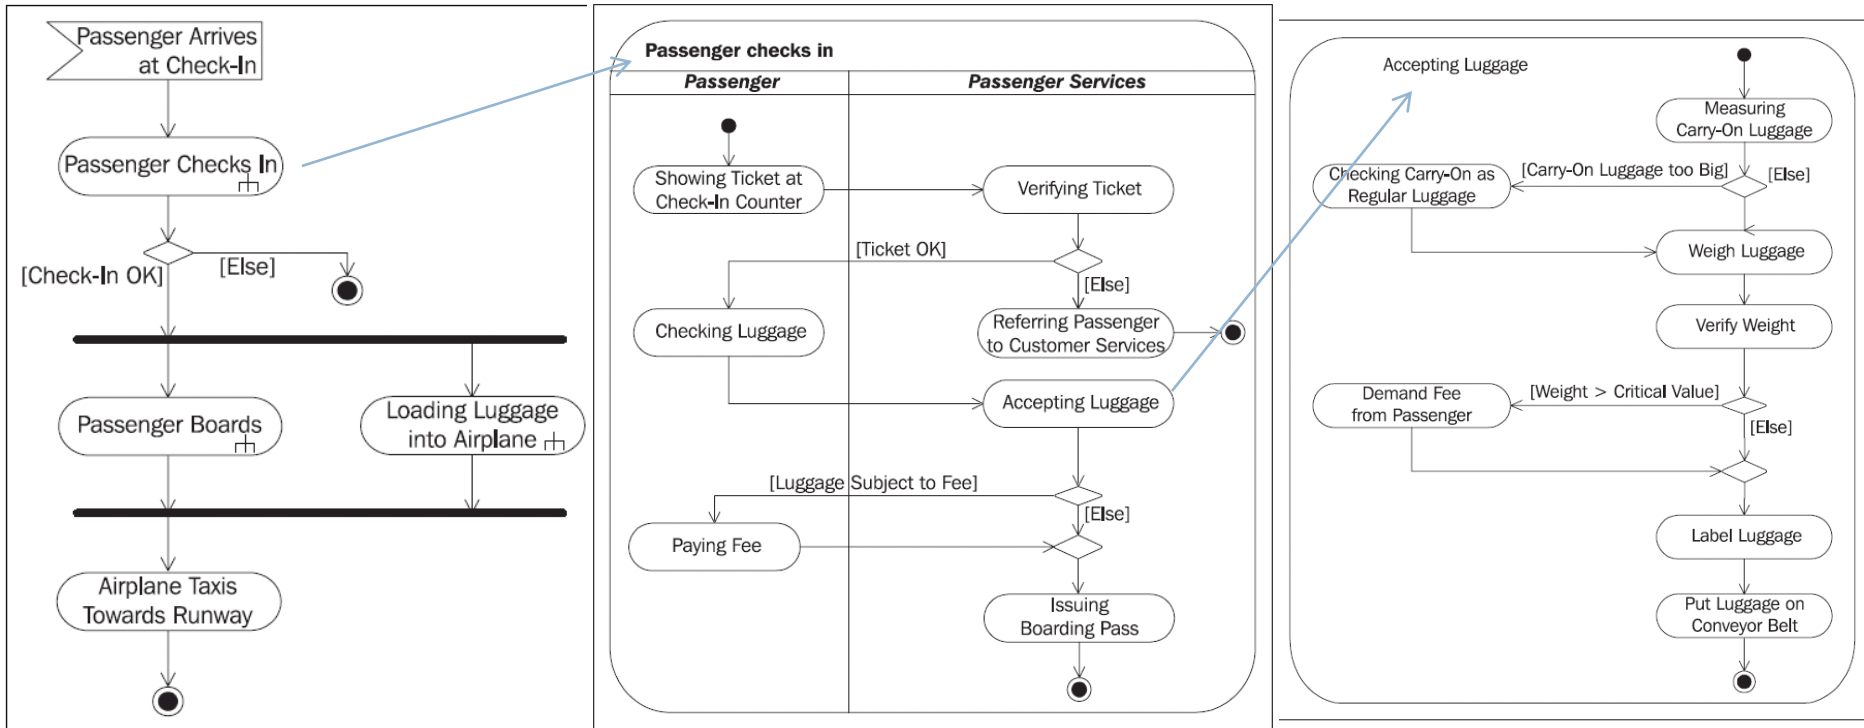 Passenger Arrives
at Check-In
Passenger Checks In
[Check-In OK]
[Else]
Passenger Boards
Loading Luggage
into Airplane
Airplane Taxis
Towards Runway
Passenger checks in
Passenger
Passenger Services
Showing Ticket at
Check-In Counter
Verifying Ticket
[Ticket OK]
[Else]
Checking Luggage
Referring Passenger
to Customer Services
Accepting Luggage
[Luggage Subject to Fee]
[Else]
Paying Fee
Issuing
Boarding Pass
Accepting Luggage
Measuring
Carry-On Luggage
Checking Carry-On as
Regular Luggage
[Carry-On Luggage too Big]
[Else]
Weigh Luggage
Verify Weight
Demand Fee
from Passenger
[Weight > Critical Value]
[Else]
Label Luggage
Put Luggage on
Conveyor Belt